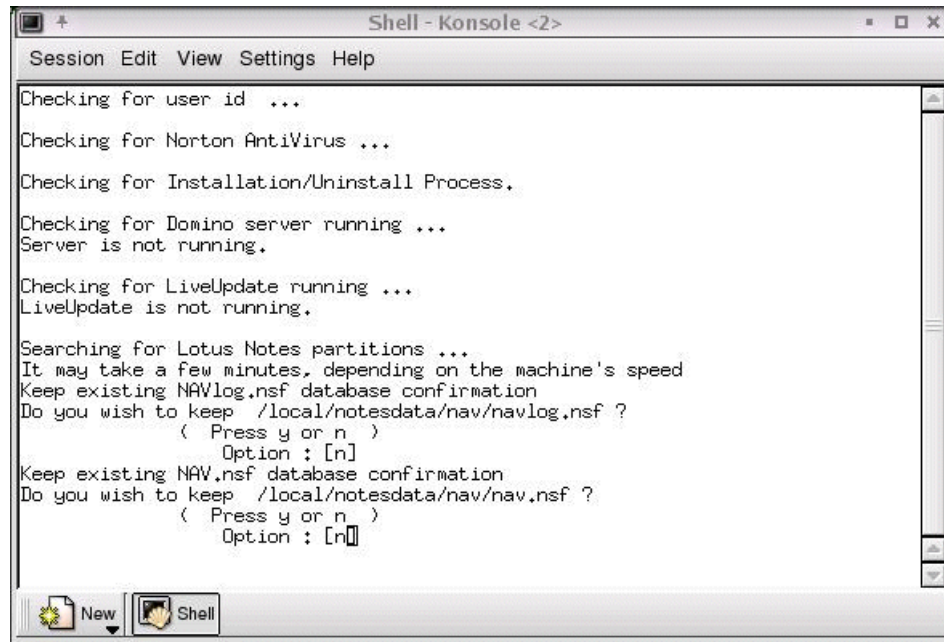 Shell - Konsole <2>
Session Edit View Settings Help
Checking for user id ...
Checking for Norton AntiVirus ...
Checking for Installation/Uninstall Process.
Checking for Domino server running ...
Server is not running.
Checking for LiveUpdate running ...
LiveUpdate is not running.
Searching for Lotus Notes partitions ...
It may take a few minutes, depending on the machine's speed
Keep existing NAVlog.nsf database confirmation
Do you wish to keep /local/notesdata/nav/navlog.nsf ?
( Press y or n )
Option : [n]
Keep existing NAV.nsf database confirmation
Do you wish to keep /local/notesdata/nav/nav.nsf ?
( Press y or n )
Option : [n]
New
Shell